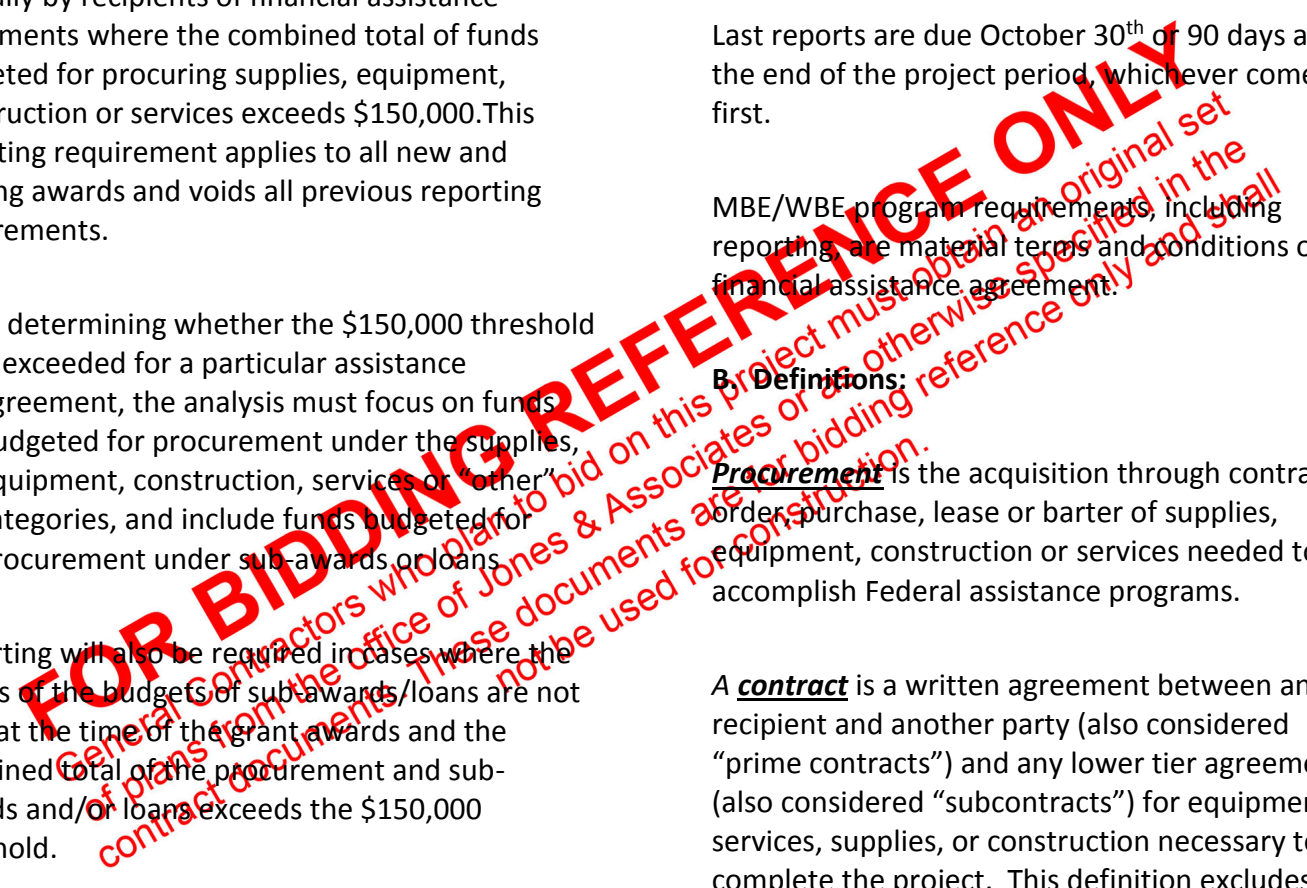 ally by recipients of financial assistance
ments where the combined total of funds
eted for procuring supplies, equipment,
ruction or services exceeds $150,000.This
ting requirement applies to all new and
ng awards and voids all previous reporting
rements.
determining whether the $150,000 threshold
exceeded for a particular assistance
greement, the analysis must focus on funds
udgeted for procurement under the supplies,
quipment, construction, services or "other"
ategories, and include funds budgeted for
rocurement under sub-awards or loans
rting will also be required in cases where the
s of the budgets of sub-awards/loans are not
at the time of the grant awards and the
ined total of the procurement and sub-
ds and/or loans exceeds the $150,000
hold.
Last reports are due October 30th or 90 days a
the end of the project period, whichever come
first.
MBE/WBE program requirements, including
reporting, are material terms and conditions o
financial assistance agreement.
B. Definitions:
Procurement is the acquisition through contra
order, purchase, lease or barter of supplies,
equipment, construction or services needed to
accomplish Federal assistance programs.
A contract is a written agreement between an
recipient and another party (also considered
"prime contracts") and any lower tier agreeme
(also considered "subcontracts") for equipmen
services, supplies, or construction necessary to
complete the project. This definition excludes
FOR BIDDING REFERENCE ONLY
General Contractors who plan to bid on this project must obtain an original set
of plans from the office of Jones & Associates or as otherwise specified in the
contract documents. These documents are for bidding reference only and shall
not be used for construction.